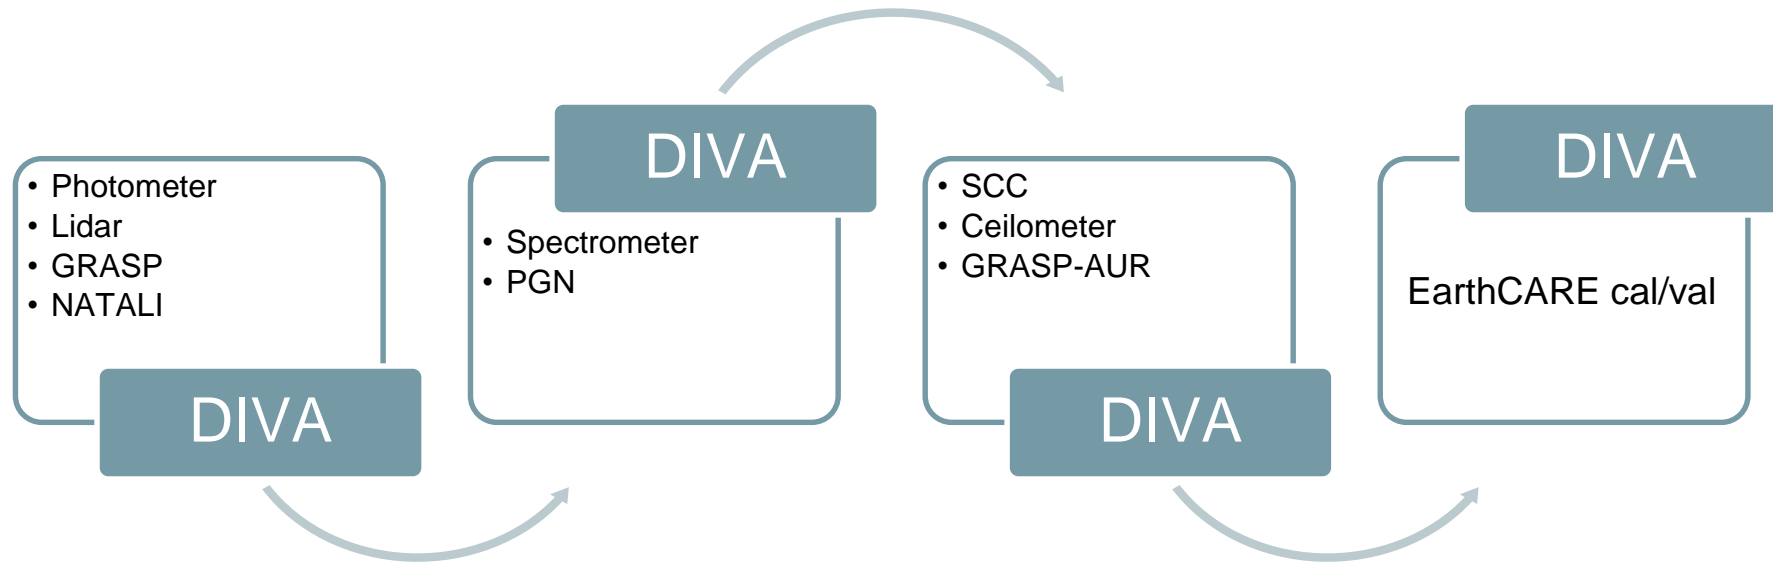 • Photometer
• Lidar
• GRASP
• NATALI
DIVA
DIVA
• Spectrometer
• PGN
• SCC
• Ceilometer
• GRASP-AUR
DIVA
DIVA
EarthCARE cal/val